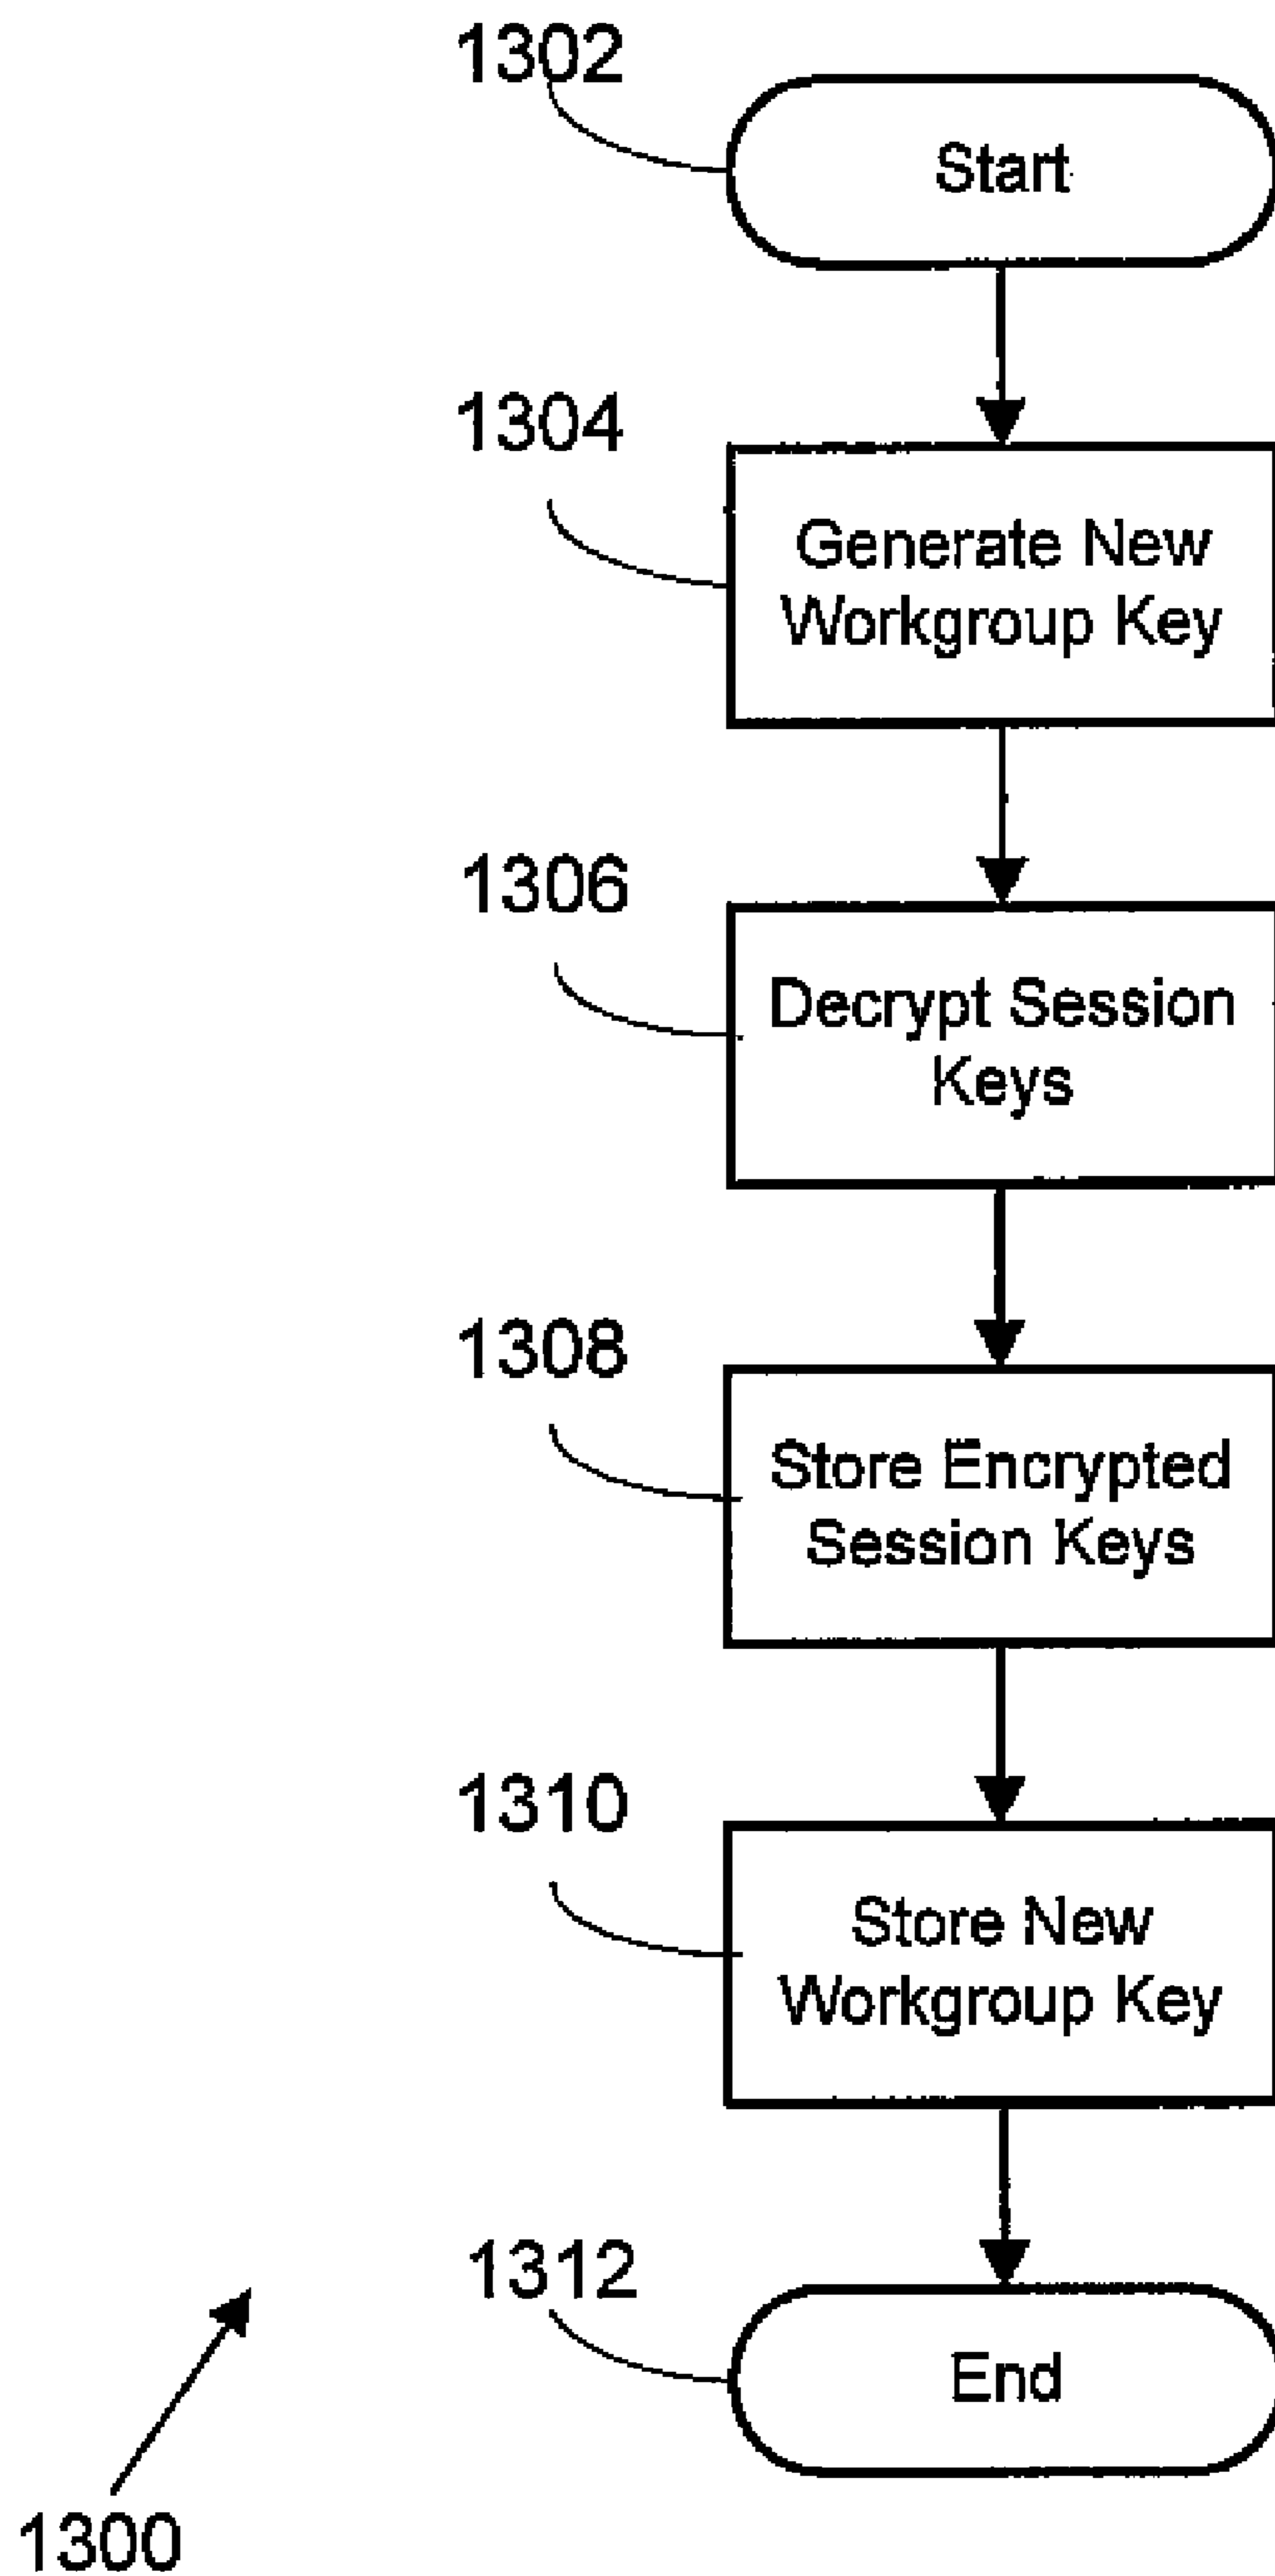 1302
Start
1304
Generate New
Workgroup Key
1306
Decrypt Session
Keys
1308
Store Encrypted
Session Keys
1310
Store New
Workgroup Key
1312
End
1300